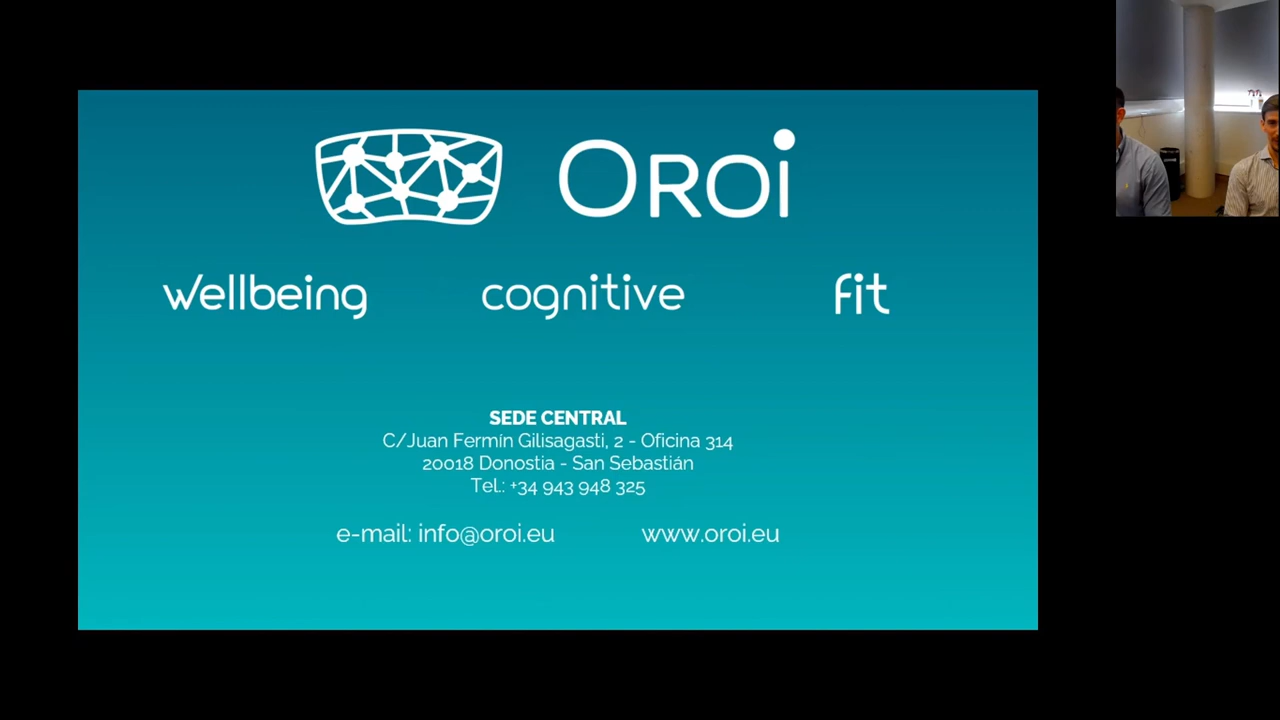 Oroi
wellbeing cognitive fit
SEDE CENTRAL
C/Juan Fermín Gilisagasti, 2 - Oficina 314
20018 Donostia - San Sebastián
Tel.: +34 943 948 325
e-mail: info@oroi.eu www.oroi.eu